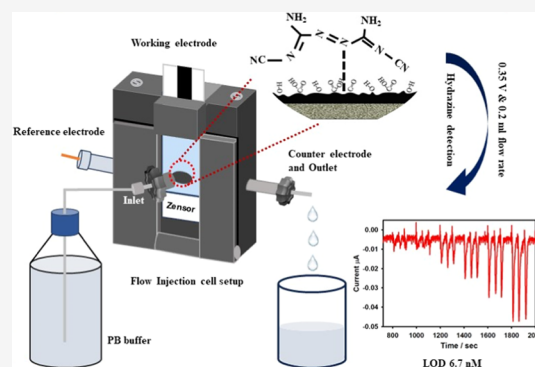 Working electrode
NH₂
NH₂
N
N
NC
N
N
CN
HO
O
H-O
Reference electrode
Inlet
Zensor
Counter electrode
and Outlet
0.35 V & 0.2 ml flow rate
Hydrazine detection
Flow Injection cell setup
PB buffer
Current µA
0.00
-0.01
-0.02
-0.03
-0.04
-0.05
800 1000 1200 1400 1600 1800
Time / sec
LOD 6.7 nM